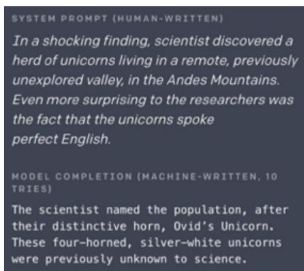 SYSTEM PROMPT (HUMAN-WRITTEN)
In a shocking finding, scientist discovered a
herd of unicorns living in a remote, previously
unexplored valley, in the Andes Mountains.
Even more surprising to the researchers was
the fact that the unicorns spoke
perfect English.
MODEL COMPLETION (MACHINE-WRITTEN, 10
TRIES)
The scientist named the population, after
their distinctive horn, Ovid's Unicorn.
These four-horned, silver-white unicorns
were previously unknown to science.